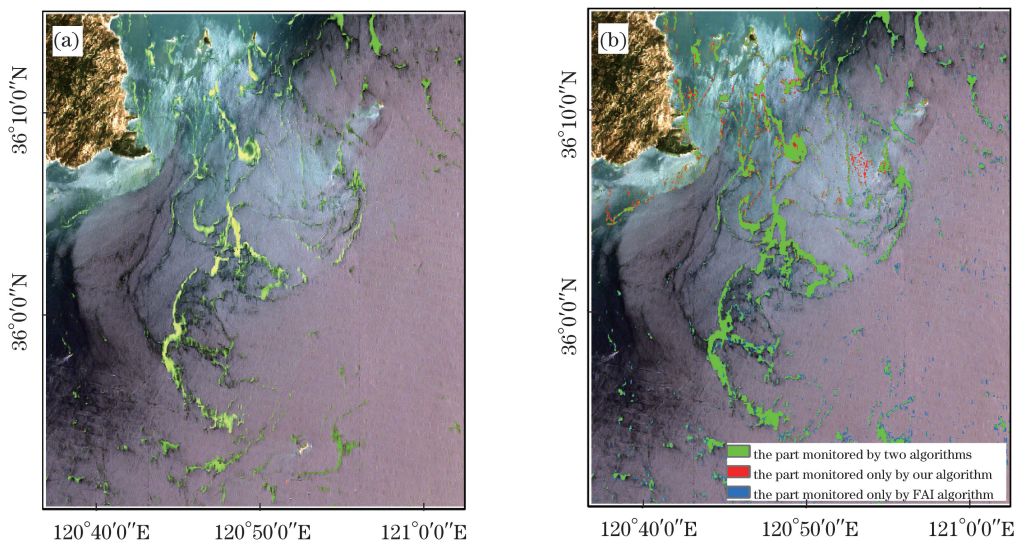 (a)
36°10′0″N
36°0′0″N
120°40′0″E
120°50′0″E
121°0′0″E
(b)
36°10′0″N
36°0′0″N
the part monitored by two algorithms
the part monitored only by our algorithm
the part monitored only by FAI algorithm
120°40′0″E
120°50′0″E
121°0′0″E